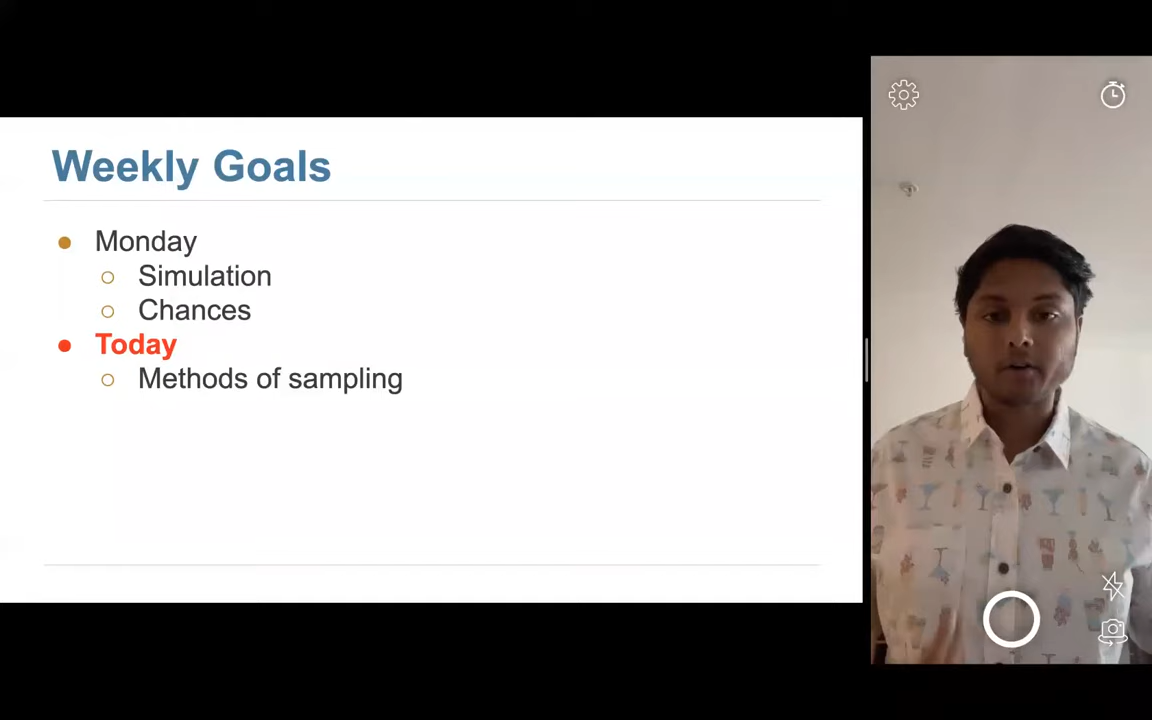 Weekly Goals
Monday
Simulation
Chances
Today
Methods of sampling